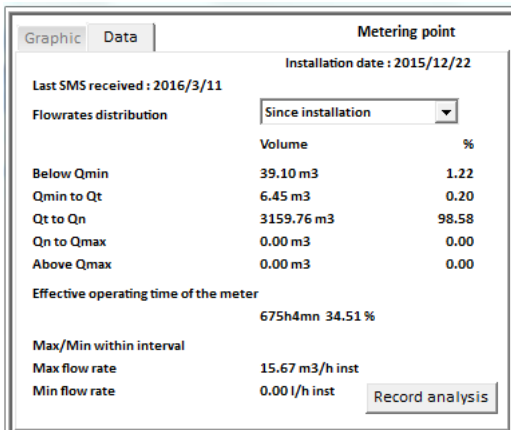 Graphic Data Metering point
Installation date : 2015/12/22
Last SMS received : 2016/3/11
Flowrates distribution Since installation
Volume %
Below Qmin 39.10 m3 1.22
Qmin to Qt 6.45 m3 0.20
Qt to Qn 3159.76 m3 98.58
Qn to Qmax 0.00 m3 0.00
Above Qmax 0.00 m3 0.00
Effective operating time of the meter
675h4mn 34.51 %
Max/Min within interval
Max flow rate 15.67 m3/h inst
Min flow rate 0.00 l/h inst Record analysis